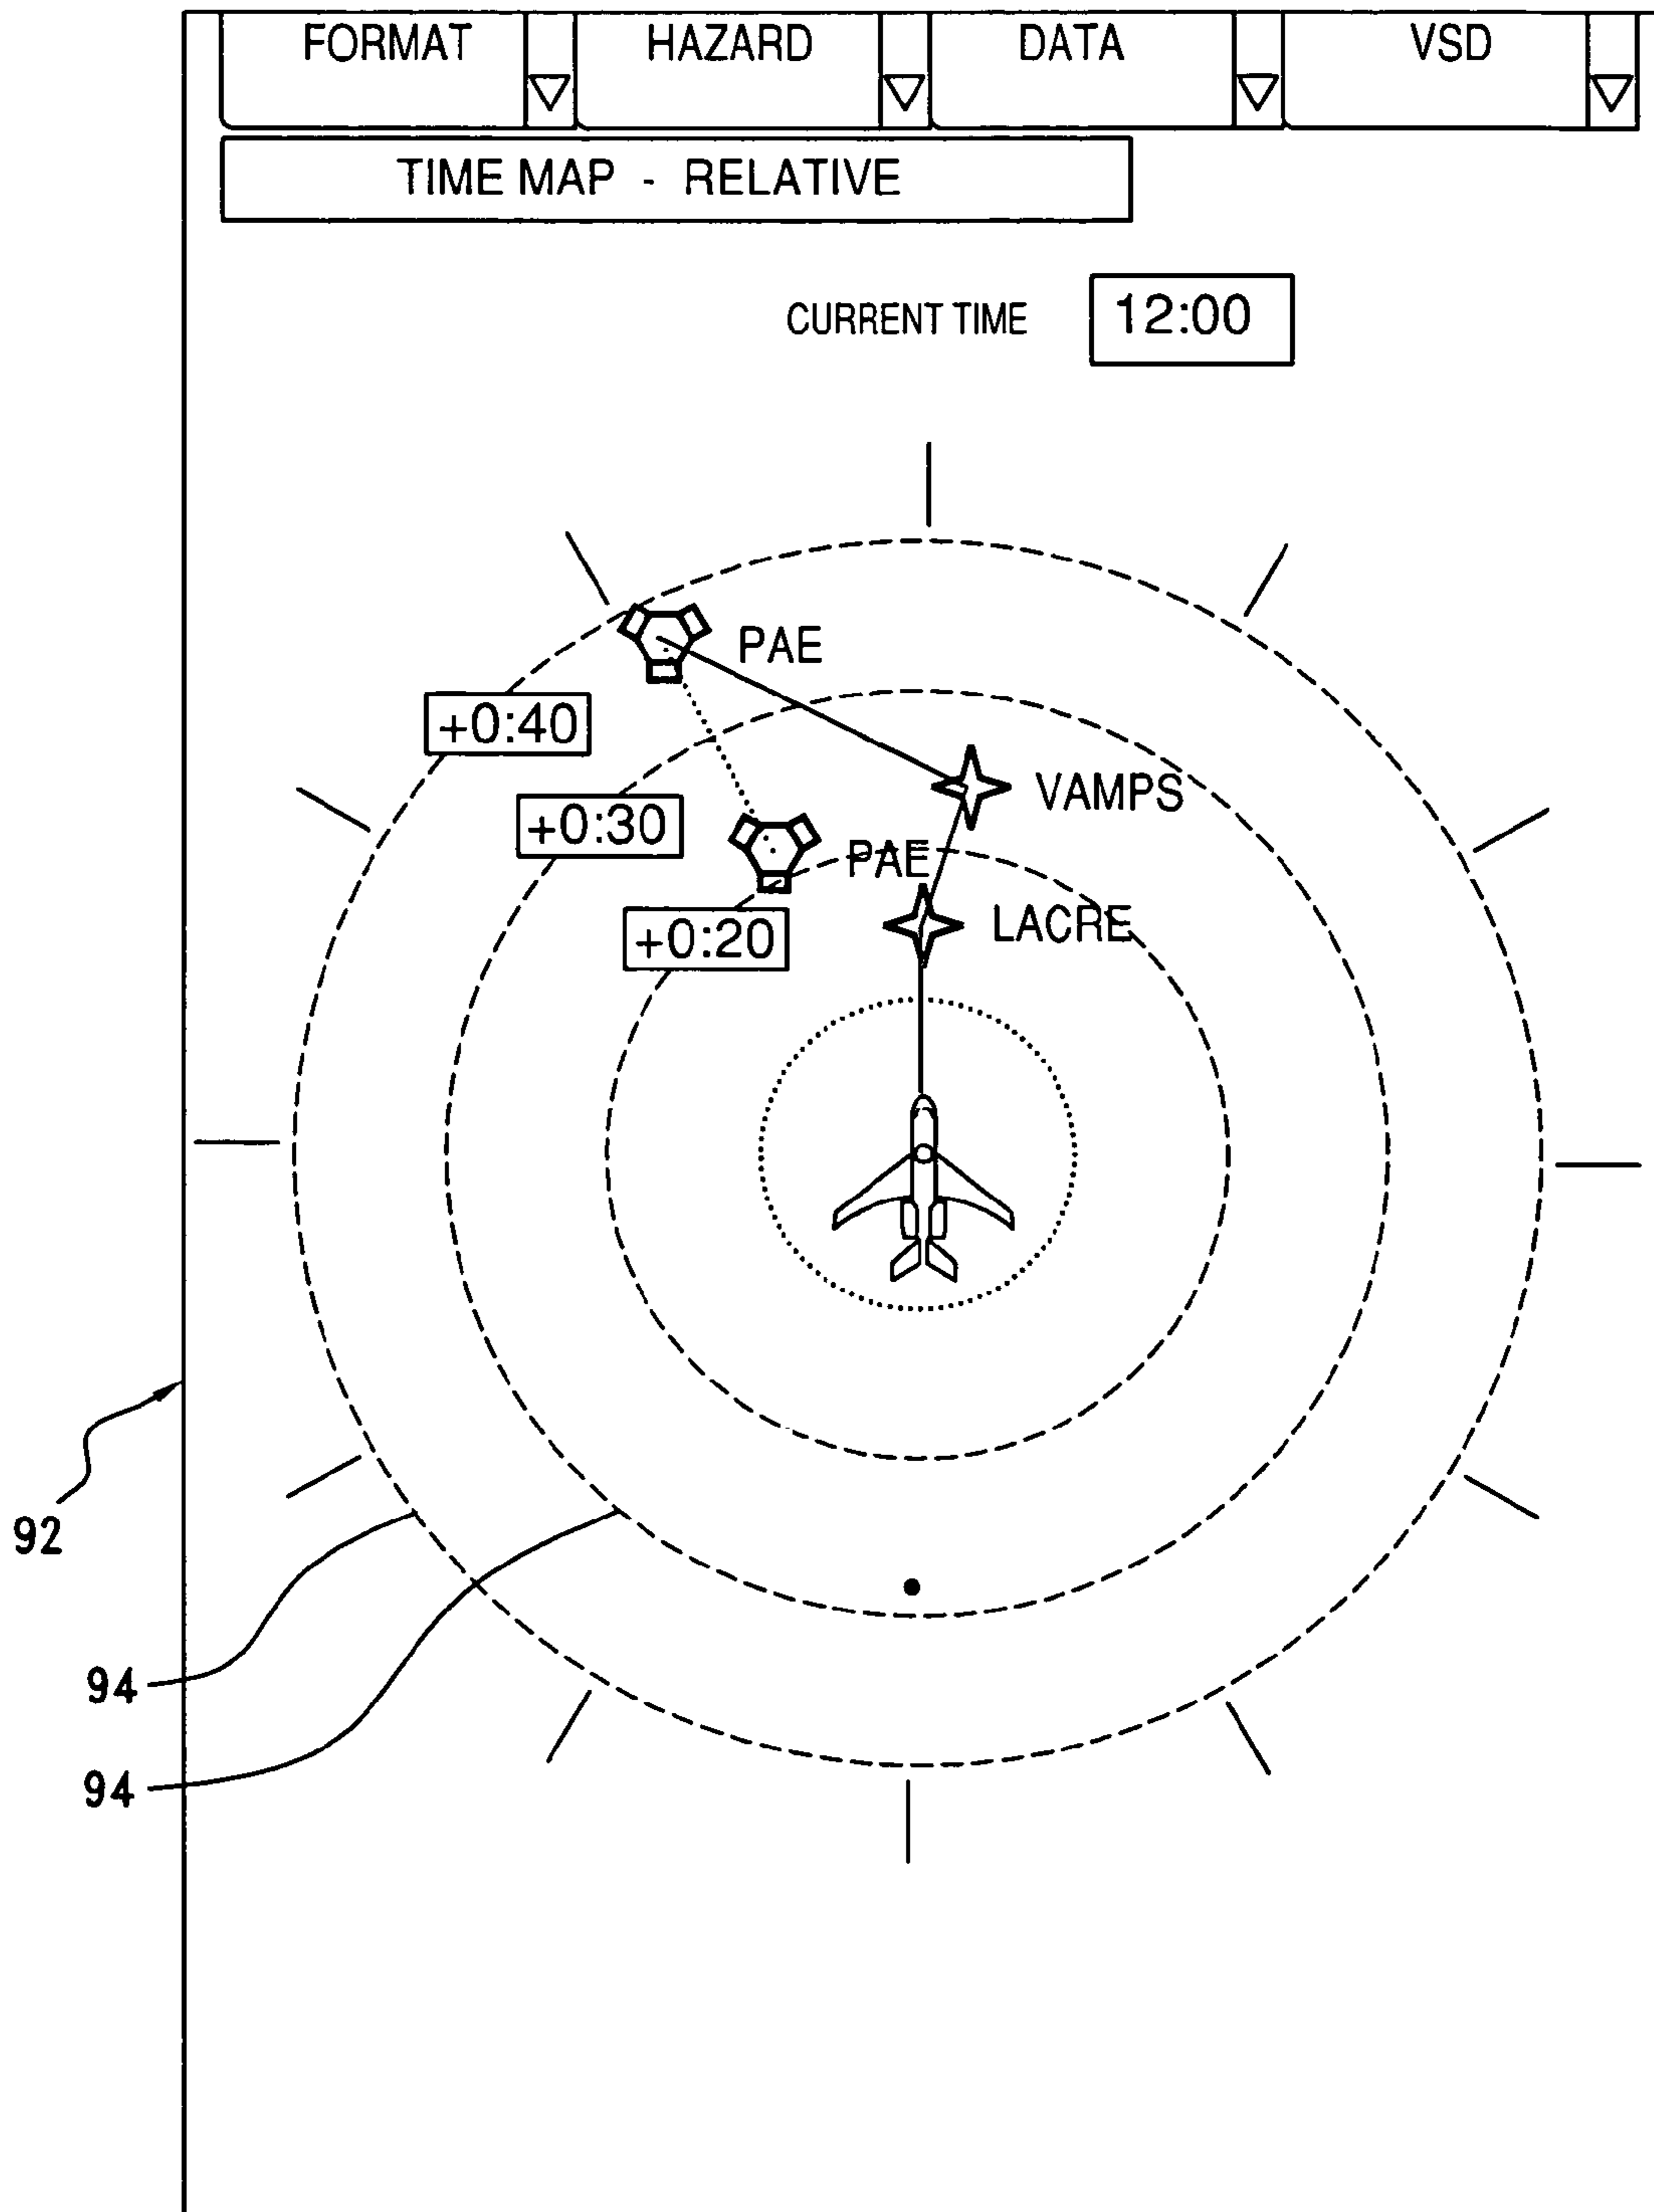 FORMAT HAZARD DATA VSD
TIME MAP - RELATIVE
CURRENT TIME 12:00
PAE
+0:40
VAMPS
+0:30
PAE
LACRE
+0:20
92
94
94